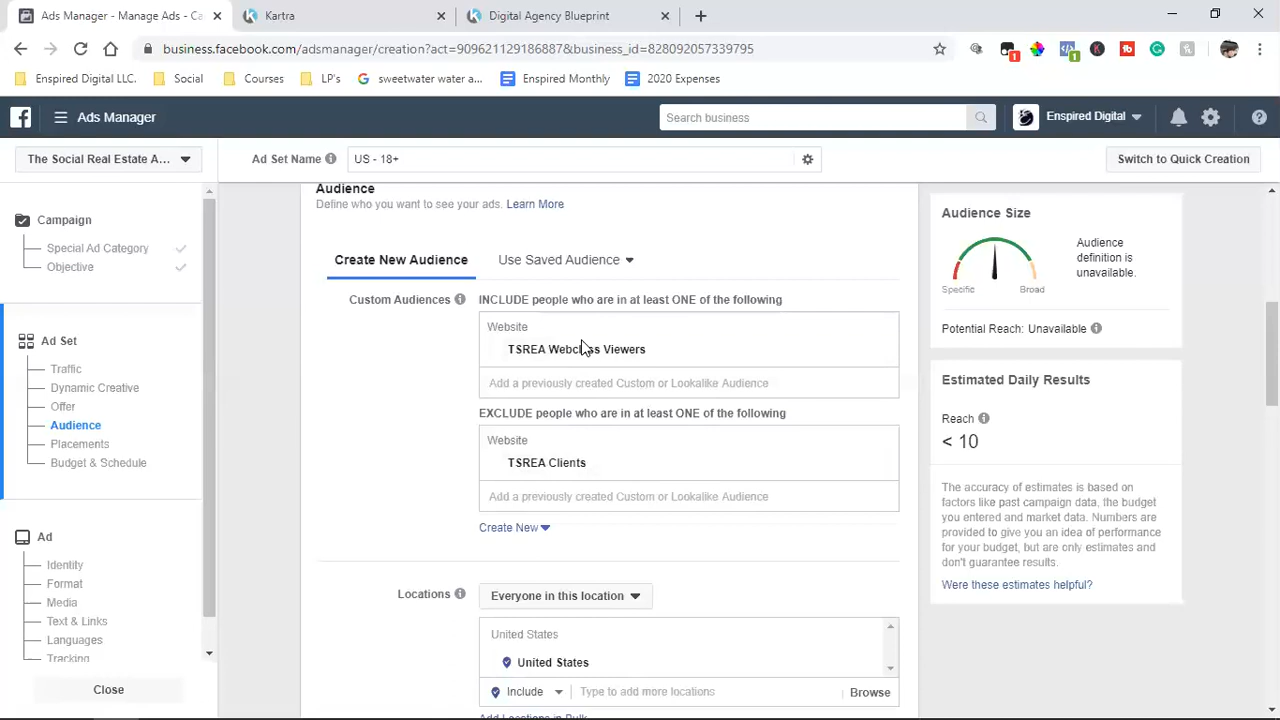 Ads Manager - Manage Ads - Ca
Kartra
Digital Agency Blueprint
business.facebook.com/adsmanager/creation?act=909621129186887&business_id=828092057339795
Enspired Digital LLC.
Social
Courses
LP's
sweetwater water a...
Enspired Monthly
2020 Expenses
Ads Manager
Search business
Enspired Digital
The Social Real Estate A...
Ad Set Name
US - 18+
Switch to Quick Creation
Campaign
Special Ad Category
Objective
Ad Set
Traffic
Dynamic Creative
Offer
Audience
Placements
Budget & Schedule
Ad
Identity
Format
Media
Text & Links
Languages
Tracking
Close
Audience
Define who you want to see your ads. Learn More
Create New Audience
Use Saved Audience
Custom Audiences
INCLUDE people who are in at least ONE of the following
Website
TSREA Webclass Viewers
Add a previously created Custom or Lookalike Audience
EXCLUDE people who are in at least ONE of the following
Website
TSREA Clients
Add a previously created Custom or Lookalike Audience
Create New
Locations
Everyone in this location
United States
United States
Include
Type to add more locations
Browse
Add Locations in Bulk
Audience Size
Audience
definition is
unavailable.
Specific
Broad
Potential Reach: Unavailable
Estimated Daily Results
Reach
< 10
The accuracy of estimates is based on
factors like past campaign data, the budget
you entered and market data. Numbers are
provided to give you an idea of performance
for your budget, but are only estimates and
don't guarantee results.
Were these estimates helpful?